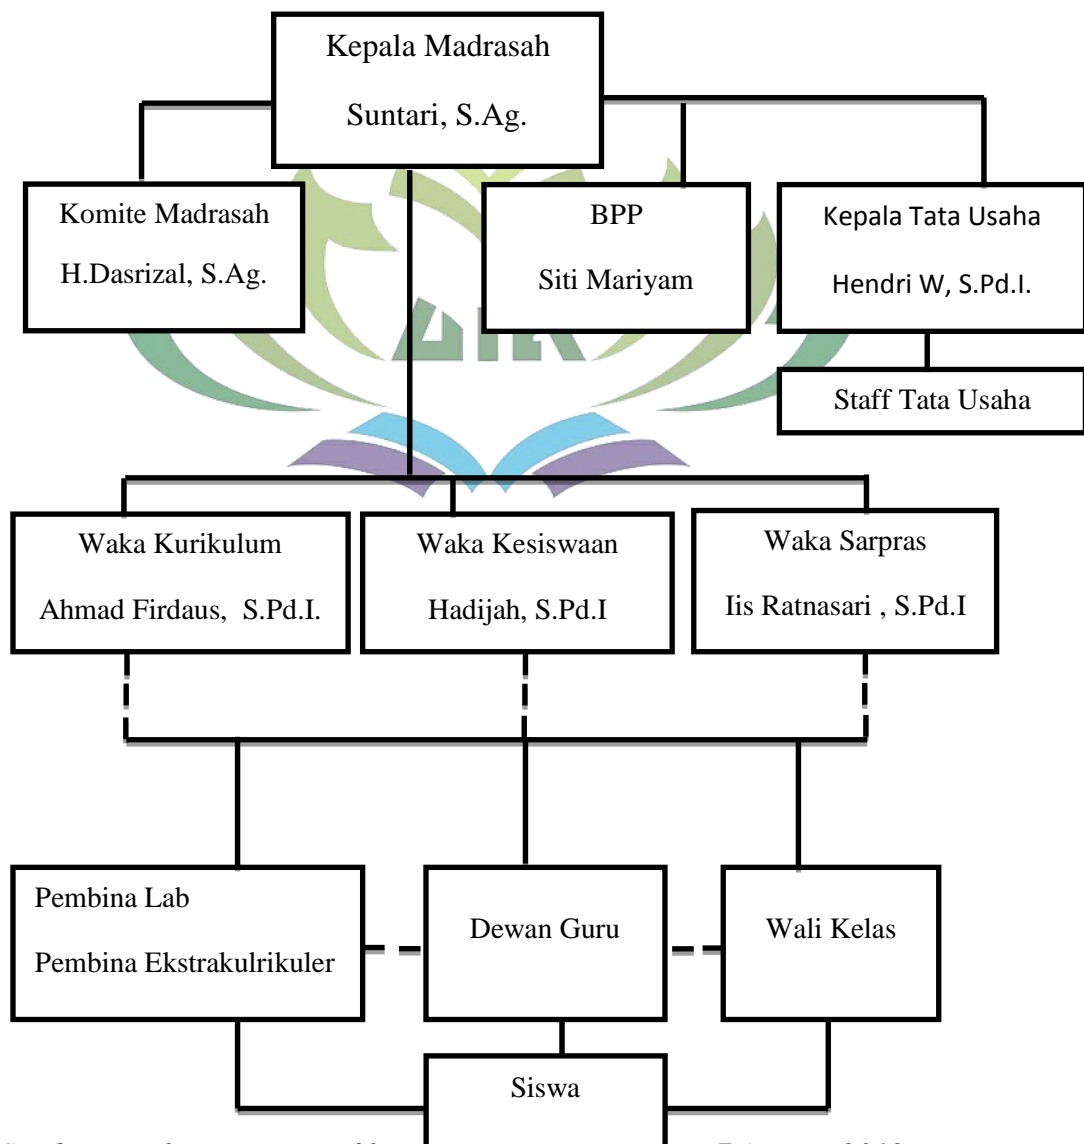 Kepala Madrasah
Suntari, S.Ag.
Komite Madrasah
H.Dasrizal, S.Ag.
BPP
Siti Mariyam
Kepala Tata Usaha
Hendri W, S.Pd.I.
Staff Tata Usaha
Waka Kurikulum
Ahmad Firdaus, S.Pd.I.
Waka Kesiswaan
Hadijah, S.Pd.I
Waka Sarpras
Iis Ratnasari , S.Pd.I
Pembina Lab
Pembina Ekstrakulrikuler
Dewan Guru
Wali Kelas
Siswa